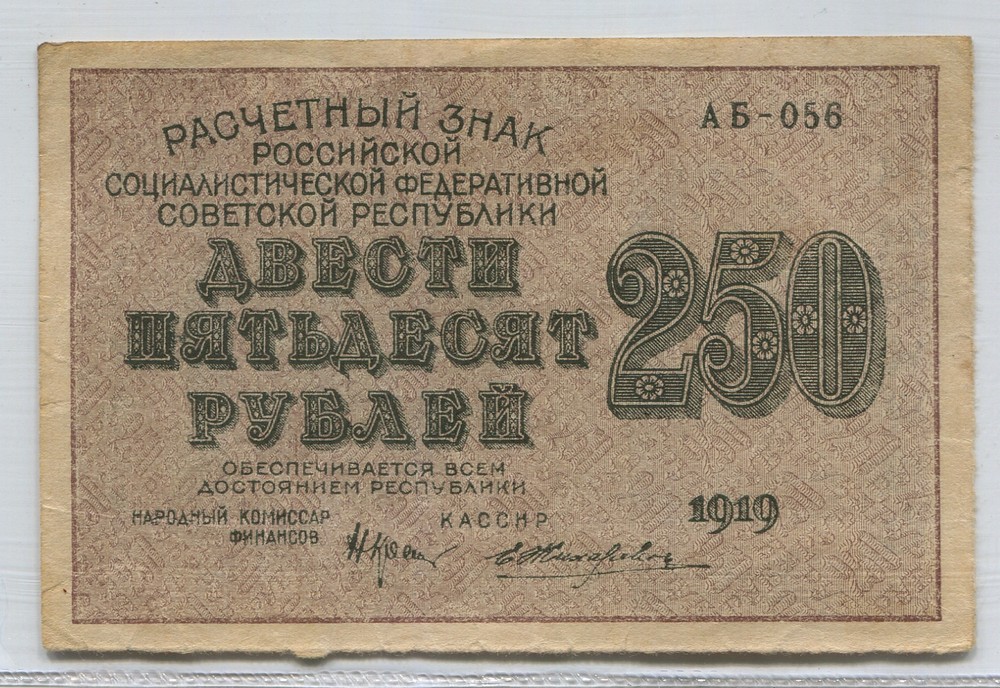 АБ-056
РАСЧЕТНЫЙ ЗНАК
РОССИЙСКОЙ
СОЦИАЛИСТИЧЕСКОЙ ФЕДЕРАТИВНОЙ
СОВЕТСКОЙ РЕСПУБЛИКИ
ДВЕСТИ
ПЯТЬДЕСЯТ
РУБЛЕЙ
250
ОБЕСПЕЧИВАЕТСЯ ВСЕМ
ДОСТОЯНИЕМ РЕСПУБЛИКИ
НАРОДНЫЙ КОМИССАР
ФИНАНСОВ
КАССИР
1919